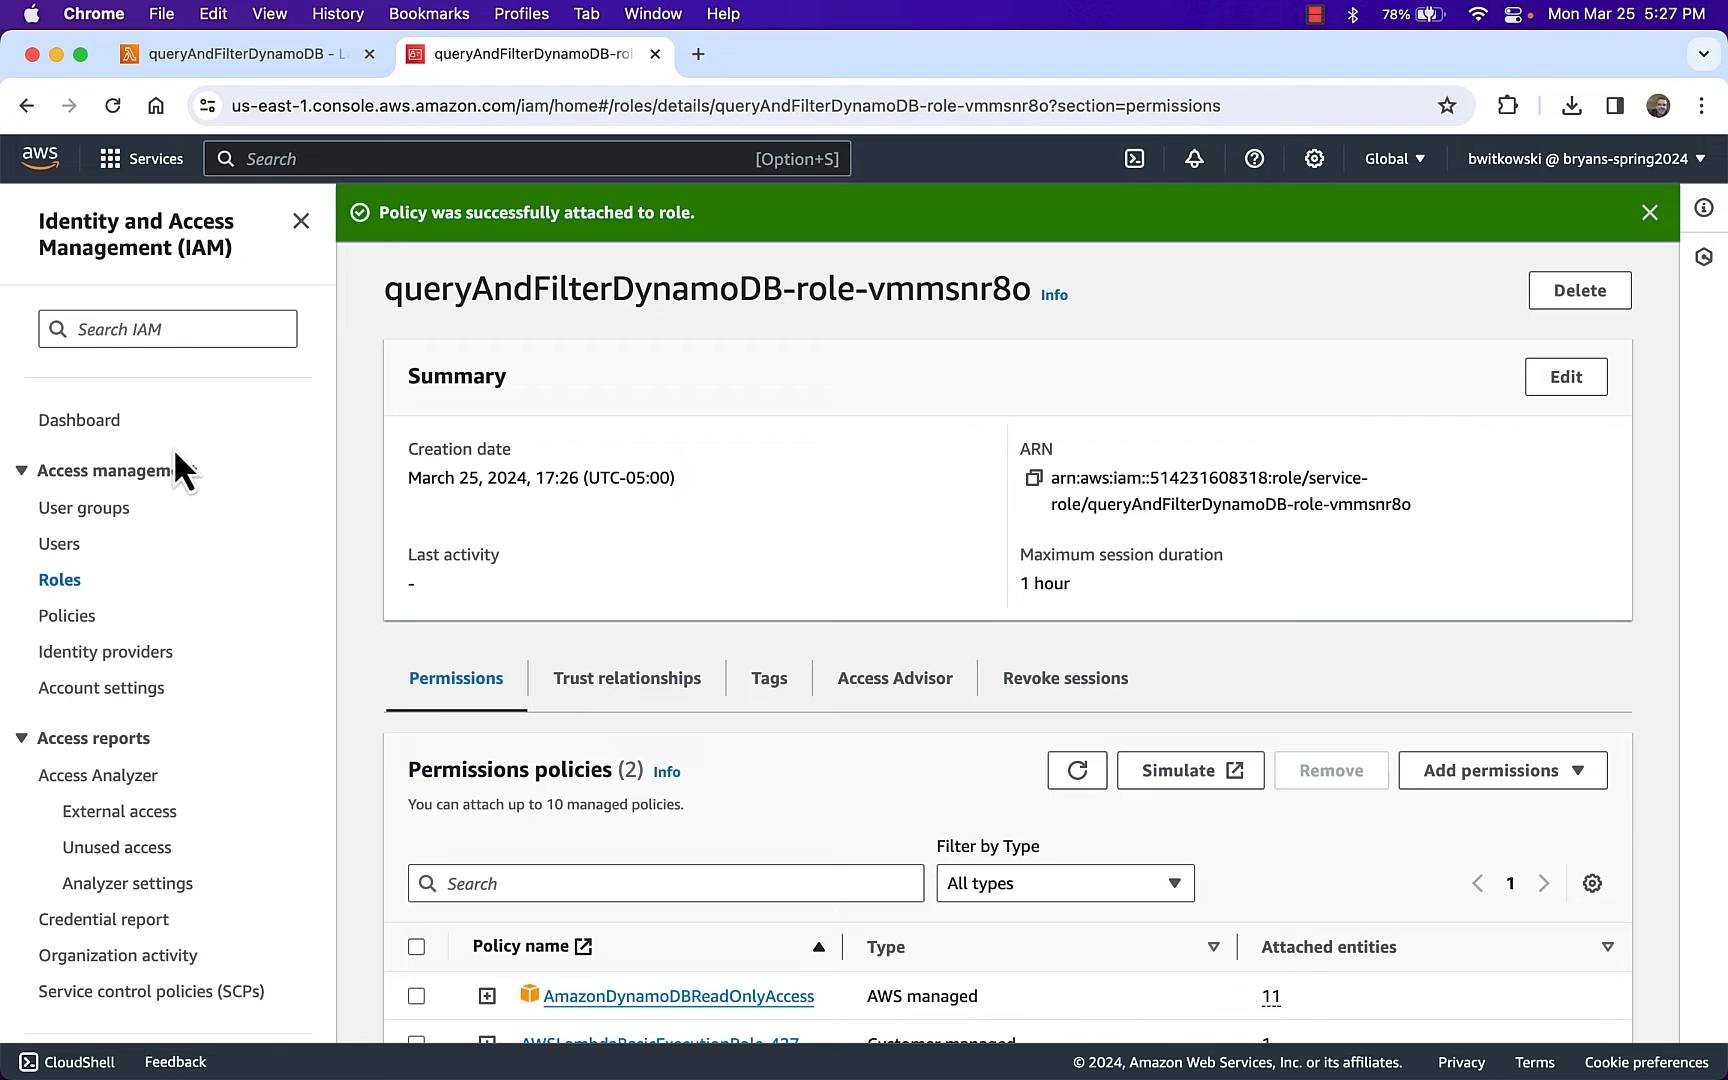 Chrome File Edit View History Bookmarks Profiles Tab Window Help 78% Mon Mar 25 5:27 PM
queryAndFilterDynamoDB - L queryAndFilterDynamoDB-rol
us-east-1.console.aws.amazon.com/iam/home#/roles/details/queryAndFilterDynamoDB-role-vmmsnr8o?section=permissions
aws Services Search [Option+S] Global bwitkowski @ bryans-spring2024
Identity and Access
Management (IAM)
Search IAM
Dashboard
Access managem
User groups
Users
Roles
Policies
Identity providers
Account settings
Access reports
Access Analyzer
External access
Unused access
Analyzer settings
Credential report
Organization activity
Service control policies (SCPs)
Policy was successfully attached to role.
queryAndFilterDynamoDB-role-vmmsnr8o Info
Delete
Summary
Edit
Creation date
March 25, 2024, 17:26 (UTC-05:00)
ARN
arn:aws:iam::514231608318:role/service-
role/queryAndFilterDynamoDB-role-vmmsnr8o
Last activity
-
Maximum session duration
1 hour
Permissions Trust relationships Tags Access Advisor Revoke sessions
Permissions policies (2) Info
Simulate Remove Add permissions
You can attach up to 10 managed policies.
Filter by Type
Search All types 1
Policy name Type Attached entities
AmazonDynamoDBReadOnlyAccess AWS managed 11
AWSLambdaBasicExecutionRole-427 Customer managed 1
CloudShell Feedback © 2024, Amazon Web Services, Inc. or its affiliates. Privacy Terms Cookie preferences